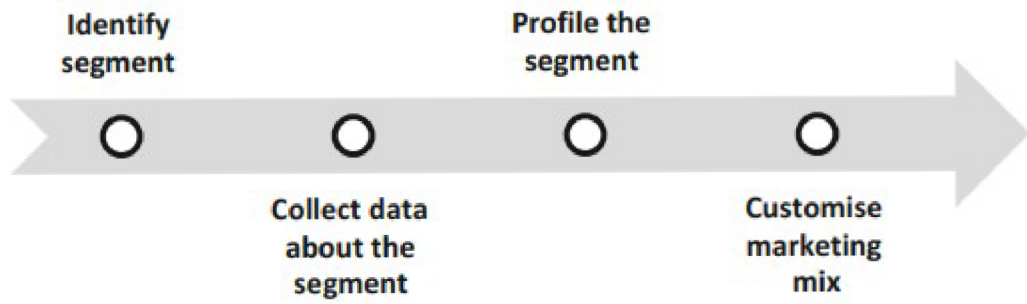 Identify
segment
Collect data
about the
segment
Profile the
segment
Customise
marketing
mix